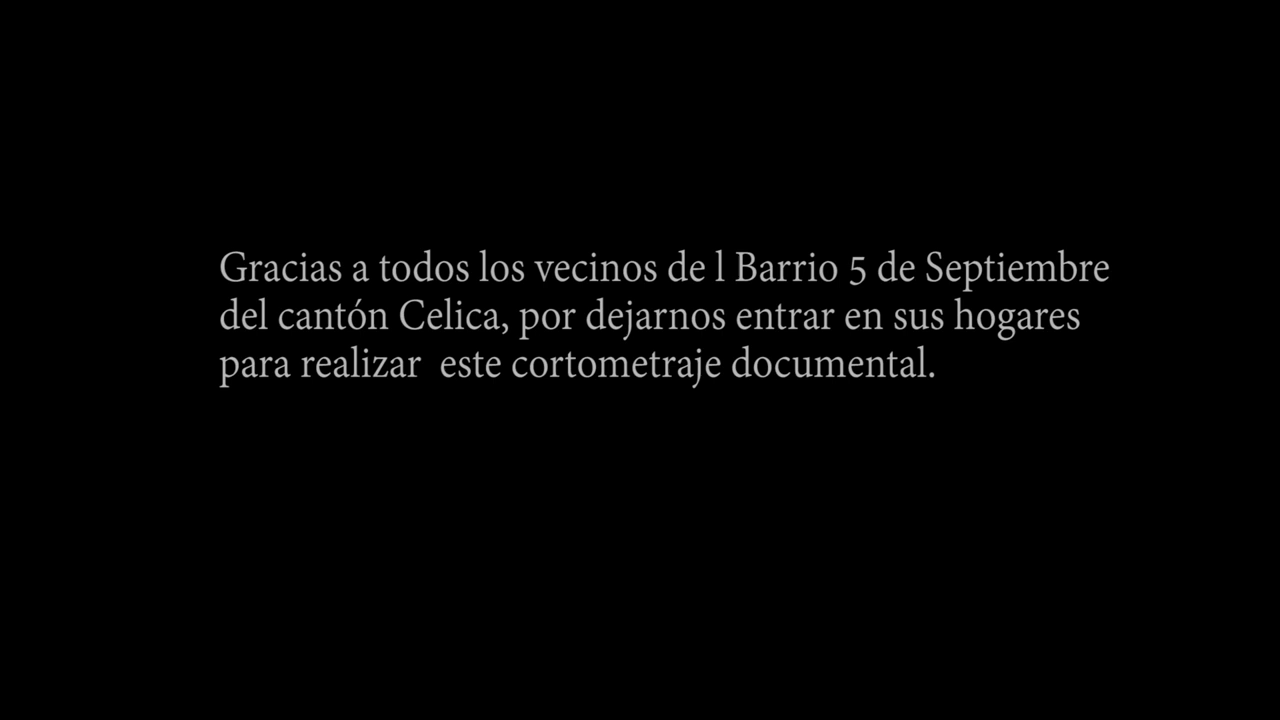 Gracias a todos los vecinos de l Barrio 5 de Septiembre
del cantón Celica, por dejarnos entrar en sus hogares
para realizar  este cortometraje documental.